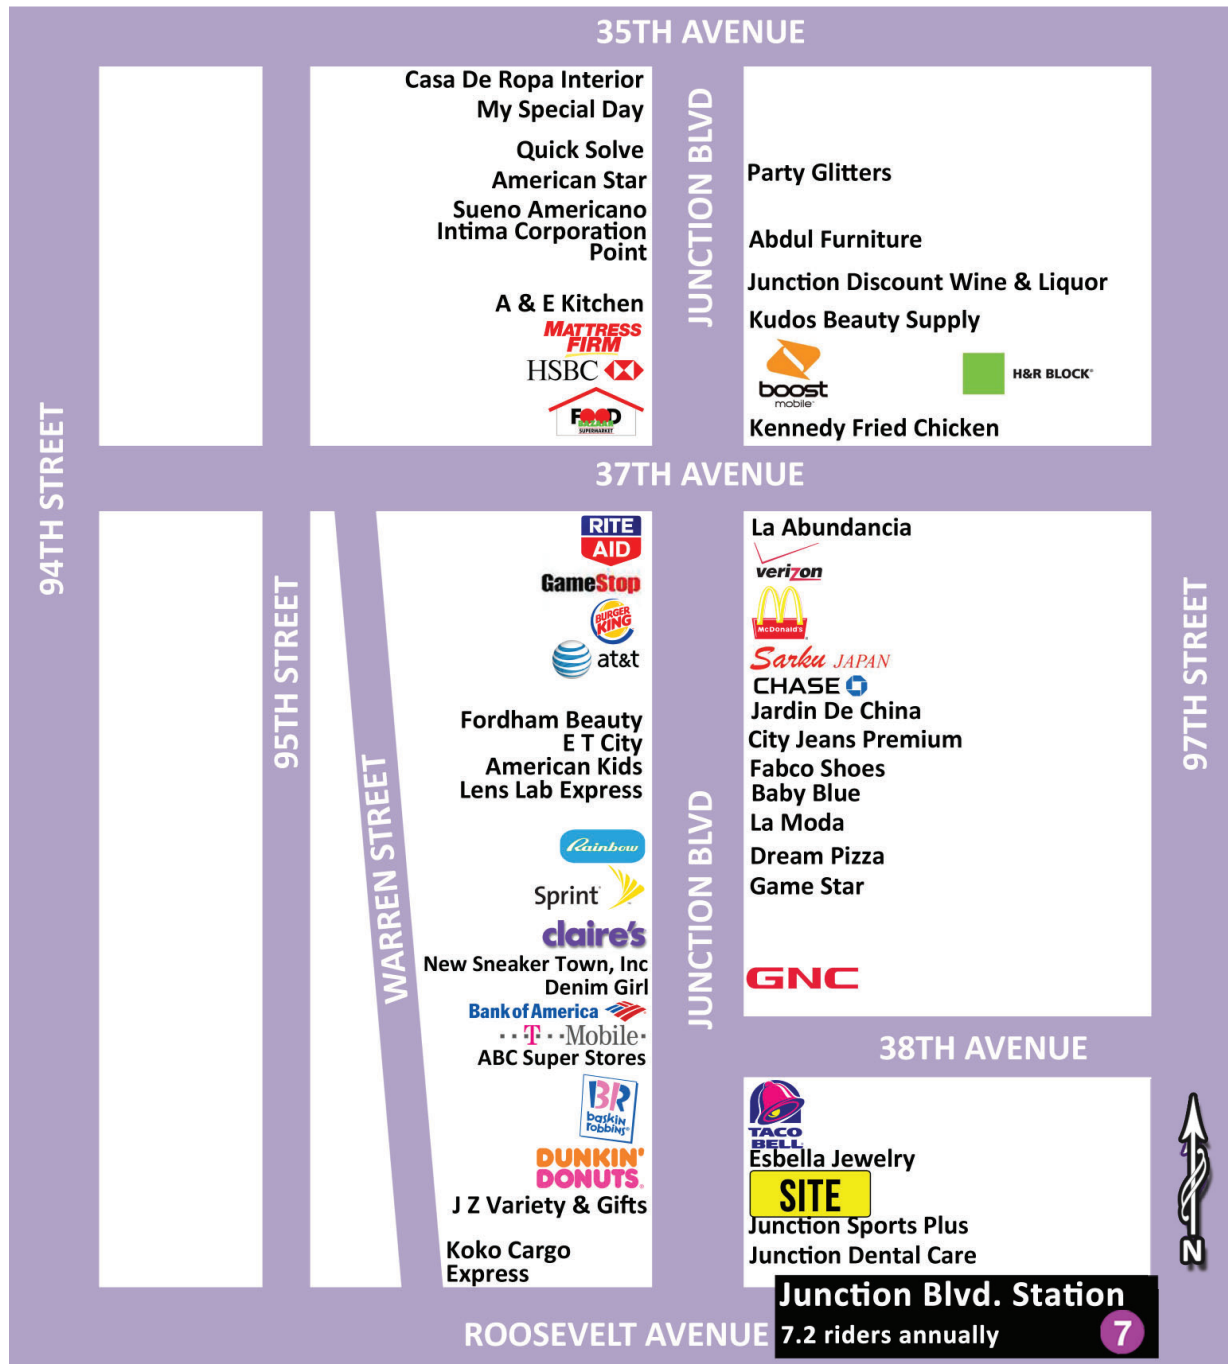 35TH AVENUE
Casa De Ropa Interior
My Special Day
Quick Solve
American Star
Sueno Americano
Intima Corporation
Point
A & E Kitchen
MATTRESS
FIRM
HSBC
FOOD
BAZAAR
SUPERMARKET
JUNCTION BLVD
Party Glitters
Abdul Furniture
Junction Discount Wine & Liquor
Kudos Beauty Supply
boost
mobile
H&R BLOCK®
Kennedy Fried Chicken
37TH AVENUE
94TH STREET
95TH STREET
WARREN STREET
RITE
AID
GameStop
BURGER
KING
at&t
Fordham Beauty
E T City
American Kids
Lens Lab Express
Rainbow
Sprint
claire's
New Sneaker Town, Inc
Denim Girl
Bank of America
T Mobile
ABC Super Stores
BR
baskin
robbins
DUNKIN'
DONUTS
J Z Variety & Gifts
Koko Cargo
Express
JUNCTION BLVD
La Abundancia
verizon
McDonald's
Sarku JAPAN
CHASE
Jardin De China
City Jeans Premium
Fabco Shoes
Baby Blue
La Moda
Dream Pizza
Game Star
GNC
97TH STREET
38TH AVENUE
TACO
BELL
Esbella Jewelry
SITE
Junction Sports Plus
Junction Dental Care
N
ROOSEVELT AVENUE
Junction Blvd. Station
7.2 riders annually
7